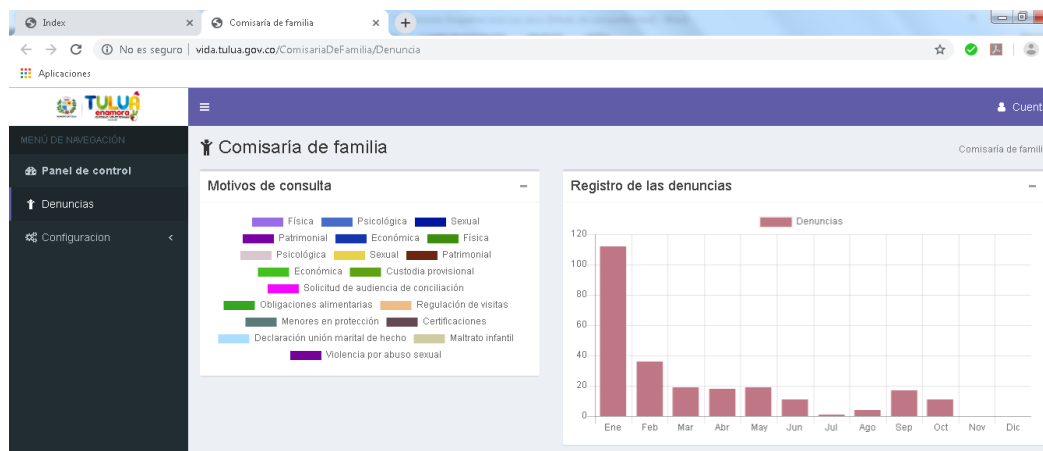 Index
Comisaría de familia
No es seguro | vida.tulua.gov.co/ComisariaDeFamilia/Denuncia
Aplicaciones
TULUÁ
enamora
Cuent
MENÚ DE NAVEGACIÓN
Panel de control
Denuncias
Configuracion
Comisaría de familia
Comisaría de famili
Motivos de consulta
Física Psicológica Sexual
Patrimonial Económica Física
Psicológica Sexual Patrimonial
Económica Custodia provisional
Solicitud de audiencia de conciliación
Obligaciones alimentarias Regulación de visitas
Menores en protección Certificaciones
Declaración unión marital de hecho Maltrato infantil
Violencia por abuso sexual
Registro de las denuncias
Denuncias
120
100
80
60
40
20
0
Ene Feb Mar Abr May Jun Jul Ago Sep Oct Nov Dic